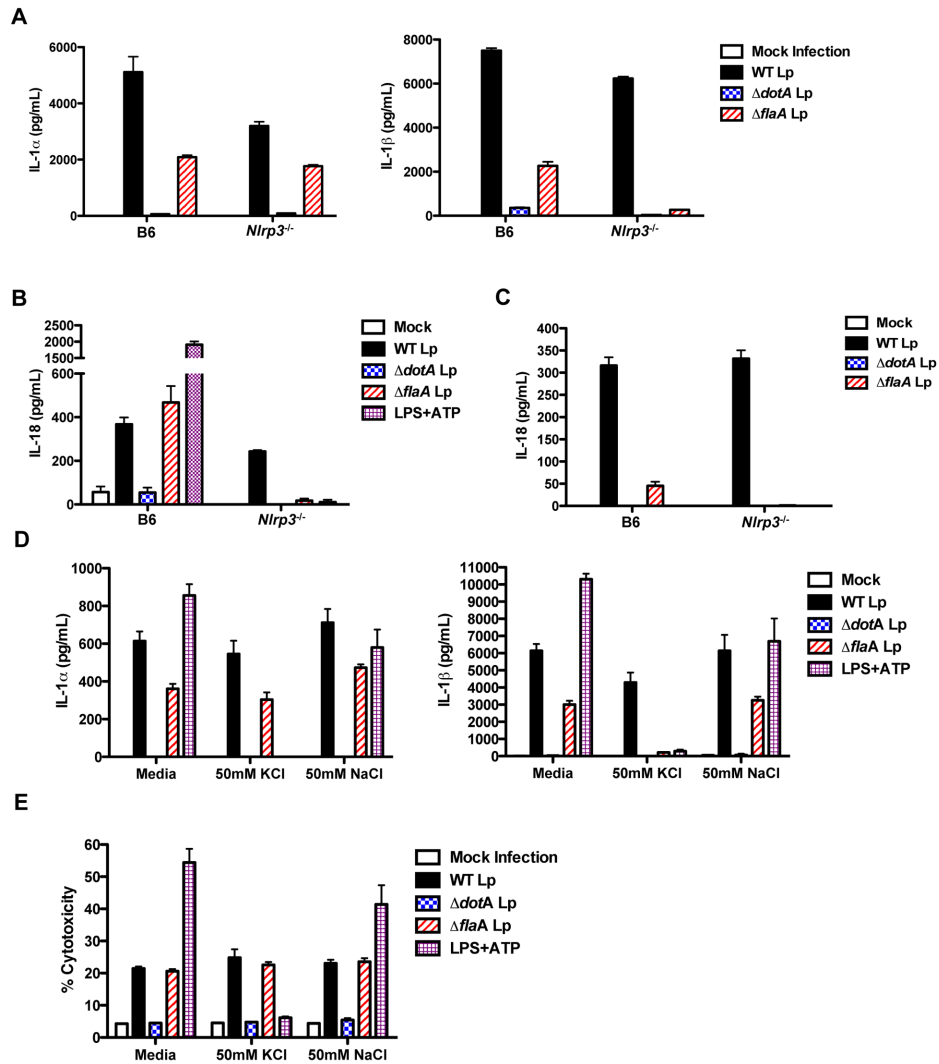 A
IL-1α (pg/mL)
6000
4000
2000
0
B6
Nlrp3-/-
IL-1β (pg/mL)
8000
6000
4000
2000
0
B6
Nlrp3-/-
Mock Infection
WT Lp
ΔdotA Lp
ΔflaA Lp
B
IL-18 (pg/mL)
2500
2000
1500
600
400
200
0
B6
Nlrp3-/-
Mock
WT Lp
ΔdotA Lp
ΔflaA Lp
LPS+ATP
C
IL-18 (pg/mL)
400
350
300
250
200
150
100
50
0
B6
Nlrp3-/-
Mock
WT Lp
ΔdotA Lp
ΔflaA Lp
D
IL-1α (pg/mL)
1000
800
600
400
200
0
Media
50mM KCl
50mM NaCl
IL-1β (pg/mL)
11000
10000
9000
8000
7000
6000
5000
4000
3000
2000
1000
0
Media
50mM KCl
50mM NaCl
Mock
WT Lp
ΔdotA Lp
ΔflaA Lp
LPS+ATP
E
% Cytotoxicity
60
50
40
30
20
10
0
Media
50mM KCl
50mM NaCl
Mock Infection
WT Lp
ΔdotA Lp
ΔflaA Lp
LPS+ATP